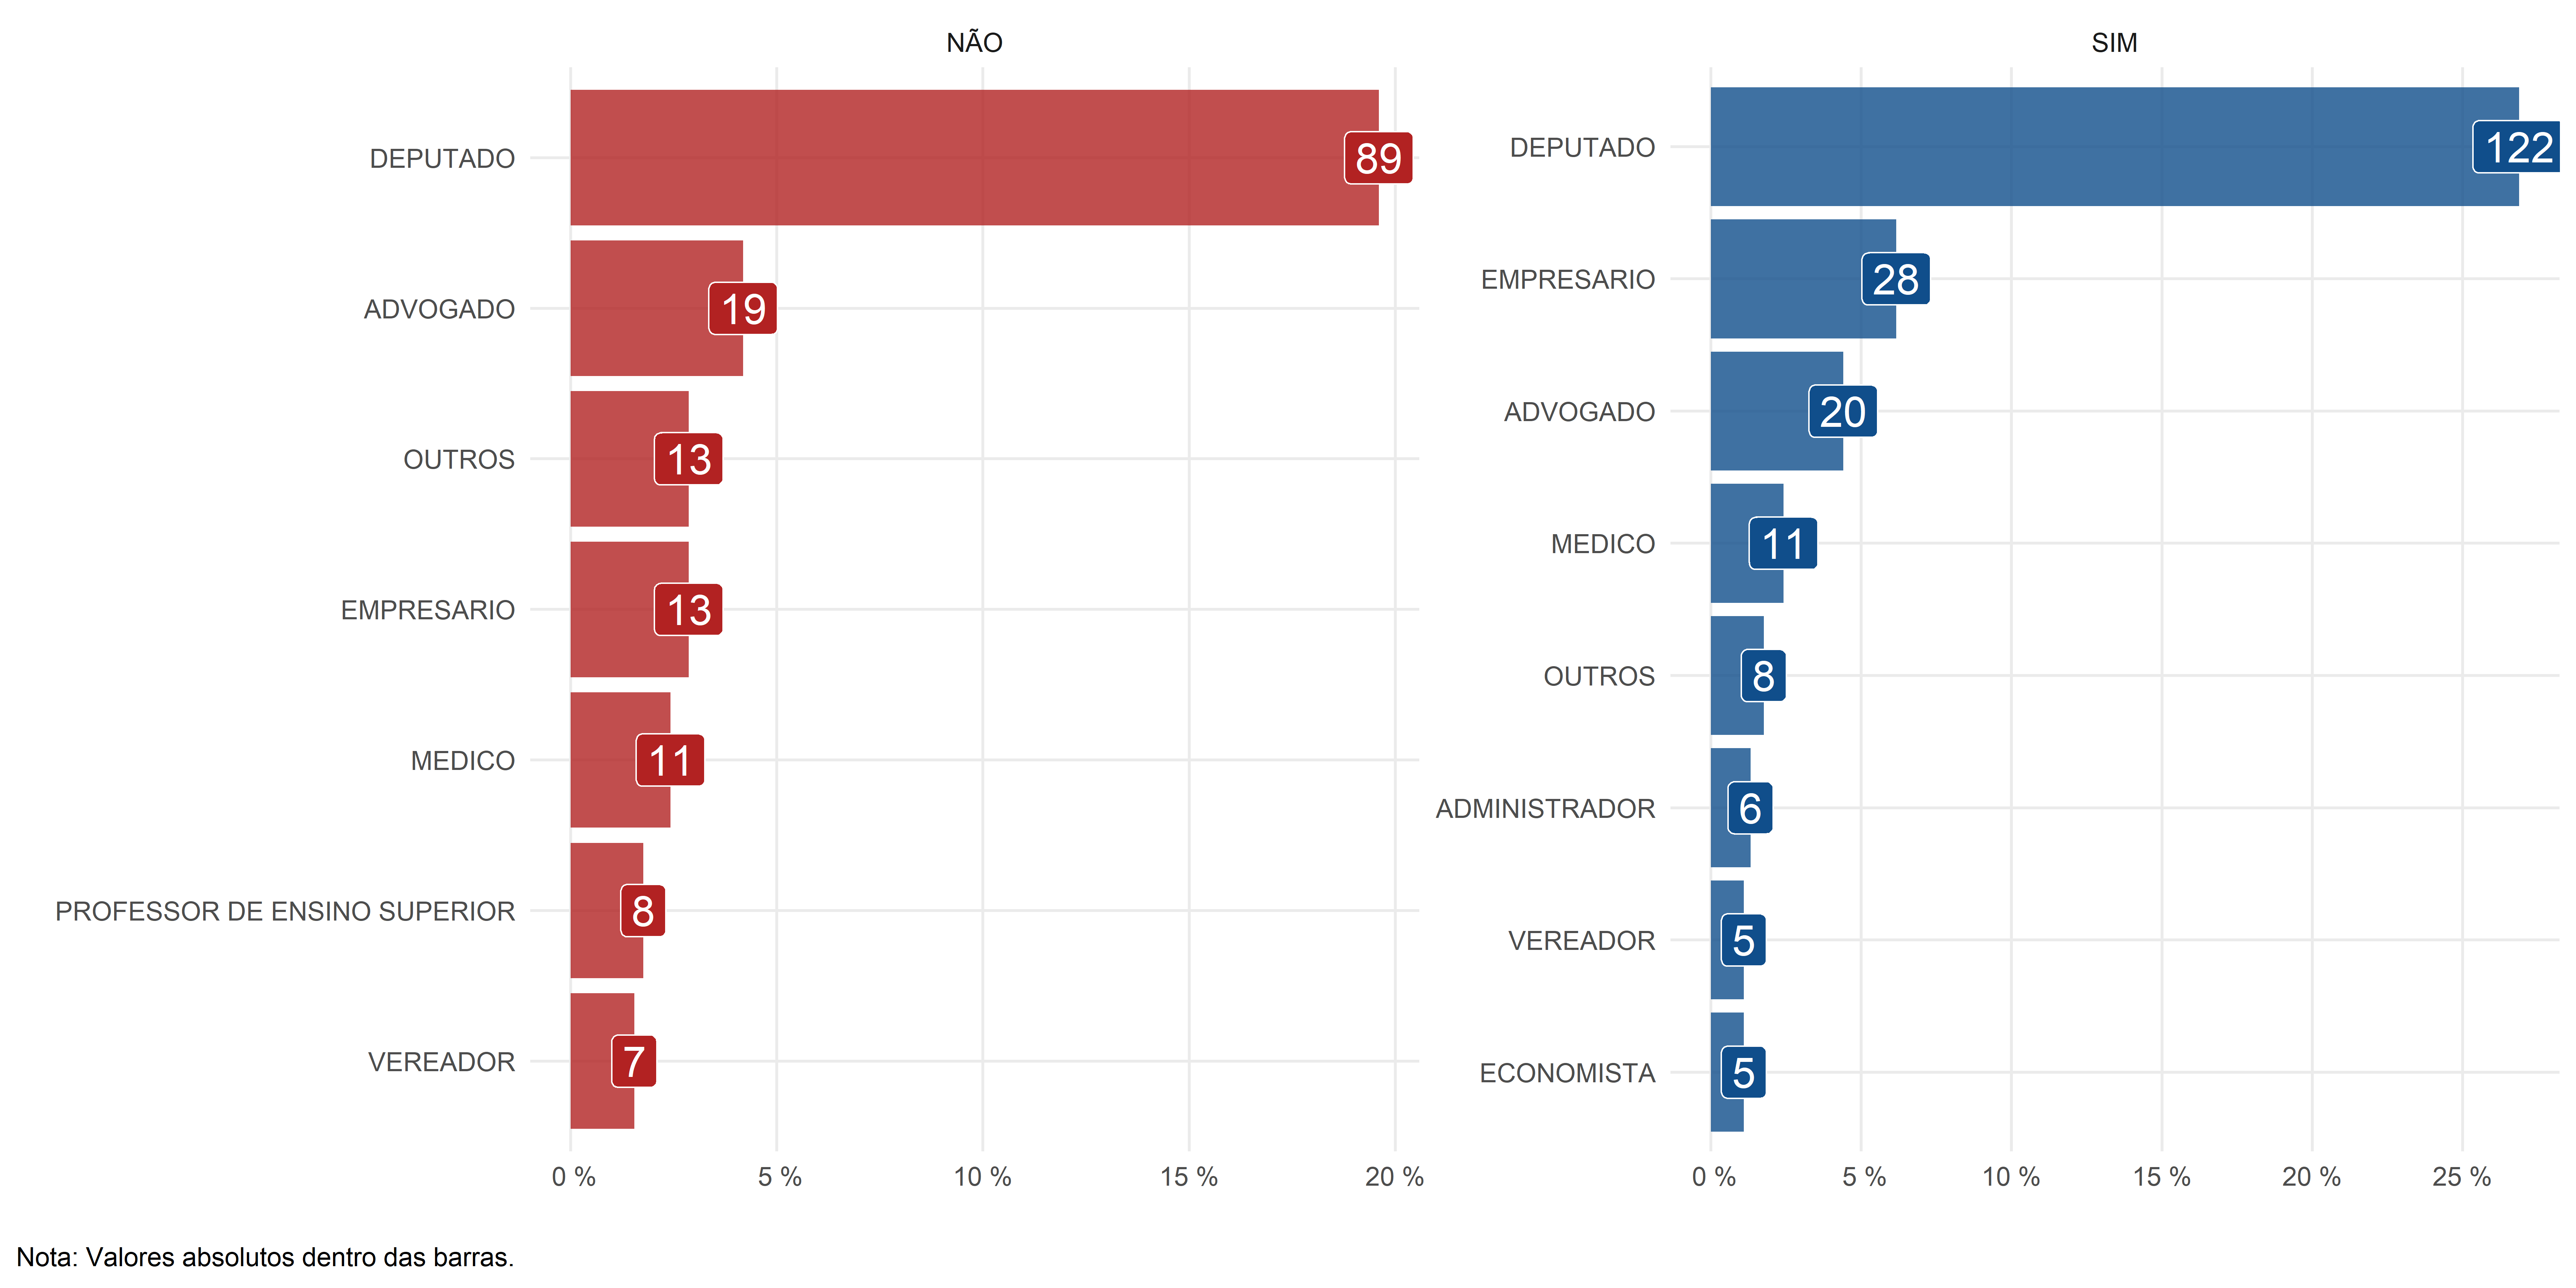 NÃO
DEPUTADO
89
ADVOGADO
19
OUTROS
13
EMPRESARIO
13
MEDICO
11
PROFESSOR DE ENSINO SUPERIOR
8
VEREADOR
7
0 % 5 % 10 % 15 % 20 %
SIM
DEPUTADO
122
EMPRESARIO
28
ADVOGADO
20
MEDICO
11
OUTROS
8
ADMINISTRADOR
6
VEREADOR
5
ECONOMISTA
5
0 % 5 % 10 % 15 % 20 % 25 %
Nota: Valores absolutos dentro das barras.